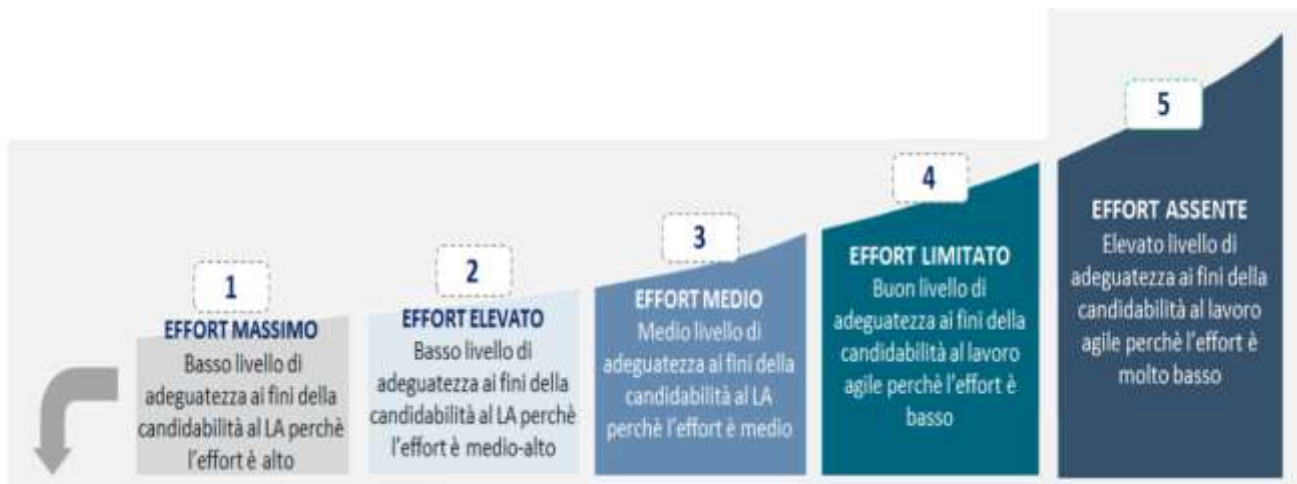 1
EFFORT MASSIMO
Basso livello di
adeguatezza ai fini della
candidabilità al LA perchè
l'effort è alto
2
EFFORT ELEVATO
Basso livello di
adeguatezza ai fini della
candidabilità al LA perchè
l'effort è medio-alto
3
EFFORT MEDIO
Medio livello di
adeguatezza ai fini della
candidabilità al LA
perchè l'effort è medio
4
EFFORT LIMITATO
Buon livello di
adeguatezza ai fini della
candidabilità al lavoro
agile perchè l'effort è
basso
5
EFFORT ASSENTE
Elevato livello di
adeguatezza ai fini della
candidabilità al lavoro
agile perchè l'effort è
molto basso